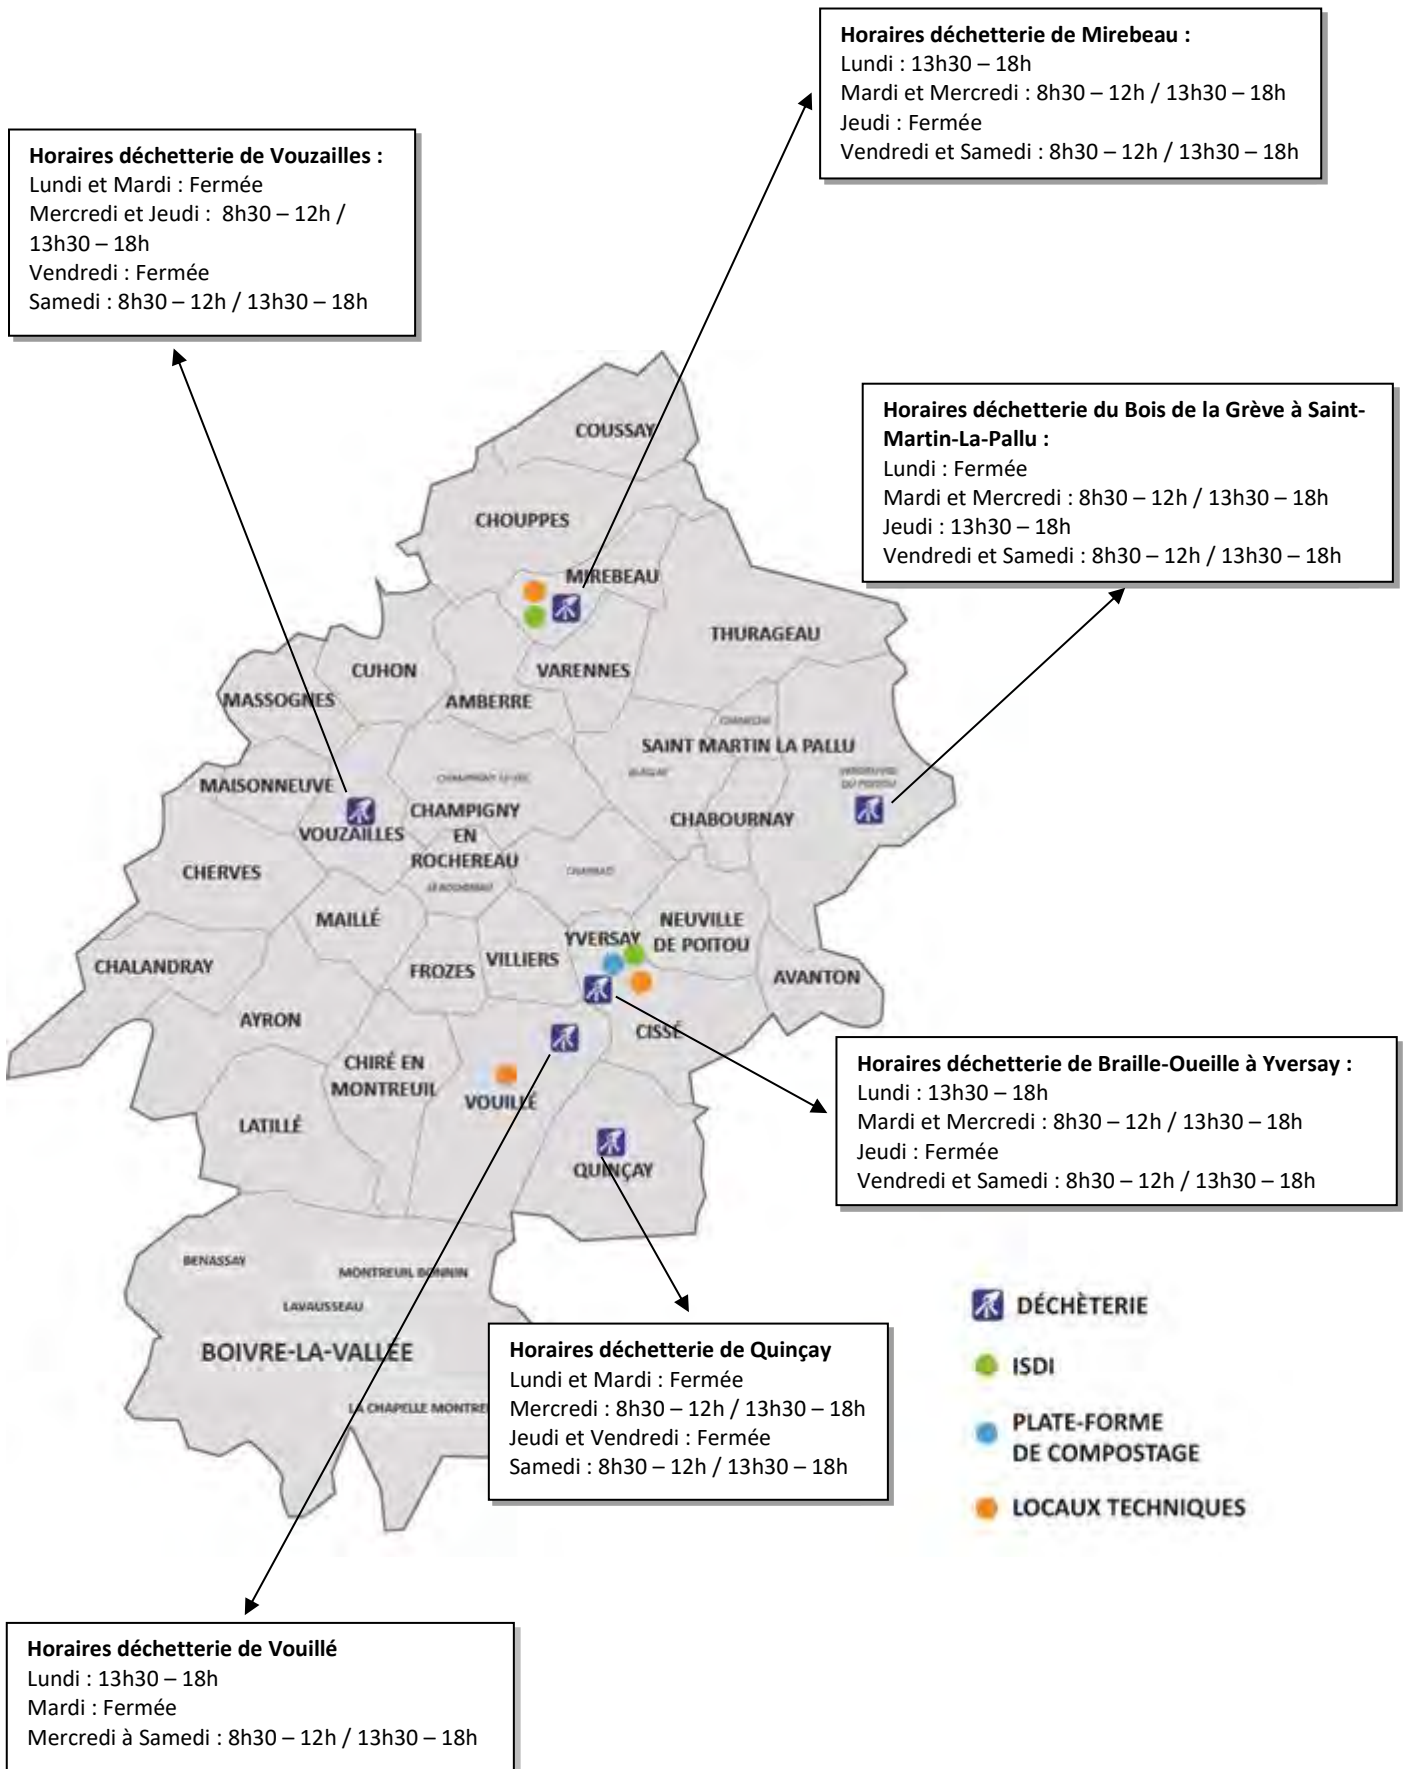 Horaires déchetterie de Mirebeau :
Lundi : 13h30 – 18h
Mardi et Mercredi : 8h30 – 12h / 13h30 – 18h
Jeudi : Fermée
Vendredi et Samedi : 8h30 – 12h / 13h30 – 18h
Horaires déchetterie de Vouzailles :
Lundi et Mardi : Fermée
Mercredi et Jeudi : 8h30 – 12h /
13h30 – 18h
Vendredi : Fermée
Samedi : 8h30 – 12h / 13h30 – 18h
Horaires déchetterie du Bois de la Grève à Saint-
Martin-La-Pallu :
Lundi : Fermée
Mardi et Mercredi : 8h30 – 12h / 13h30 – 18h
Jeudi : 13h30 – 18h
Vendredi et Samedi : 8h30 – 12h / 13h30 – 18h
COUSSAY
CHOUPPES
MIREBEAU
THURAGEAU
CUHON
VARENNES
MASSOGNES
AMBERRE
SAINT MARTIN LA PALLU
MAISONNEUVE
CHAMPIGNY
EN
ROCHEREAU
CHABOURNAY
VOUZAILLES
CHERVES
LE ROCHEREAU
MAILLÉ
NEUVILLE
DE POITOU
YVERSAY
VILLIERS
FROZES
CHALANDRAY
AVANTON
AYRON
CISSÉ
CHIRÉ EN
MONTREUIL
VOUILLÉ
LATILLÉ
QUINÇAY
Horaires déchetterie de Braille-Oueille à Yversay :
Lundi : 13h30 – 18h
Mardi et Mercredi : 8h30 – 12h / 13h30 – 18h
Jeudi : Fermée
Vendredi et Samedi : 8h30 – 12h / 13h30 – 18h
BENASSAY
MONTREUIL BONNIN
LAVAUSSEAU
BOIVRE-LA-VALLÉE
LA CHAPELLE MONTRE
Horaires déchetterie de Quinçay
Lundi et Mardi : Fermée
Mercredi : 8h30 – 12h / 13h30 – 18h
Jeudi et Vendredi : Fermée
Samedi : 8h30 – 12h / 13h30 – 18h
DÉCHÈTERIE
ISDI
PLATE-FORME
DE COMPOSTAGE
LOCAUX TECHNIQUES
Horaires déchetterie de Vouillé
Lundi : 13h30 – 18h
Mardi : Fermée
Mercredi à Samedi : 8h30 – 12h / 13h30 – 18h